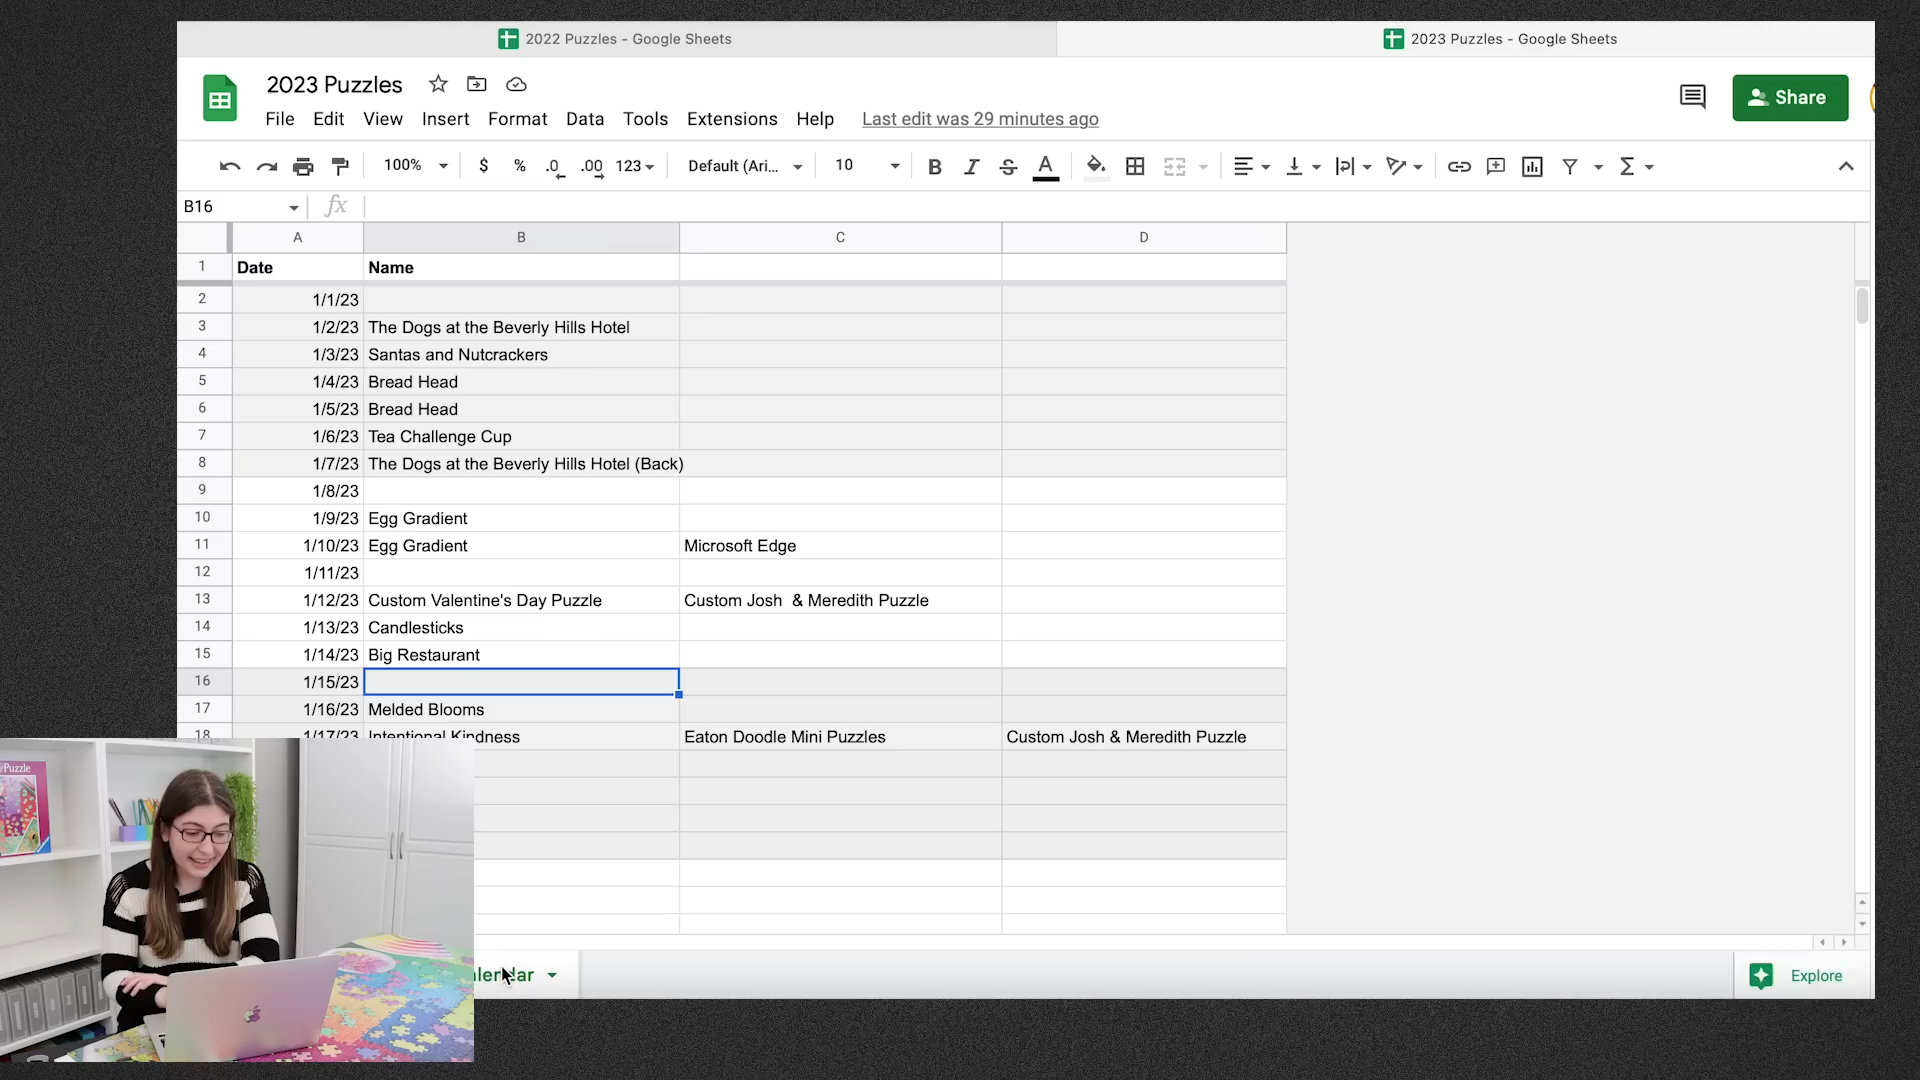 2022 Puzzles - Google Sheets
2023 Puzzles - Google Sheets
2023 Puzzles
File Edit View Insert Format Data Tools Extensions Help Last edit was 29 minutes ago
Share
100% $ % .0 .00 123 Default (Ari... 10 B I S A
B16 fx
A B C D
1 Date Name
2 1/1/23
3 1/2/23 The Dogs at the Beverly Hills Hotel
4 1/3/23 Santas and Nutcrackers
5 1/4/23 Bread Head
6 1/5/23 Bread Head
7 1/6/23 Tea Challenge Cup
8 1/7/23 The Dogs at the Beverly Hills Hotel (Back)
9 1/8/23
10 1/9/23 Egg Gradient
11 1/10/23 Egg Gradient Microsoft Edge
12 1/11/23
13 1/12/23 Custom Valentine's Day Puzzle Custom Josh & Meredith Puzzle
14 1/13/23 Candlesticks
15 1/14/23 Big Restaurant
16 1/15/23
17 1/16/23 Melded Blooms
18 1/17/23 Intentional Kindness Eaton Doodle Mini Puzzles Custom Josh & Meredith Puzzle
Puzzle
Explore